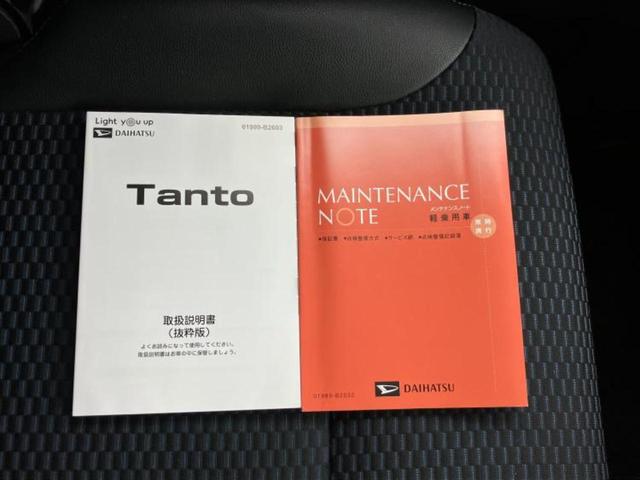 Light you up
DAIHATSU
01999-B2603
Tanto
取扱説明書
(抜粋版)
よくお読みになって使用してください。
取扱説明書はお車の中に保管しましょう。
MAINTENANCE
NOTE
メンテナンスノート
軽乗用車
携行
●保証書 ▼点検整備方式 ▲サービス網 ●点検整備記録簿
DAIHATSU